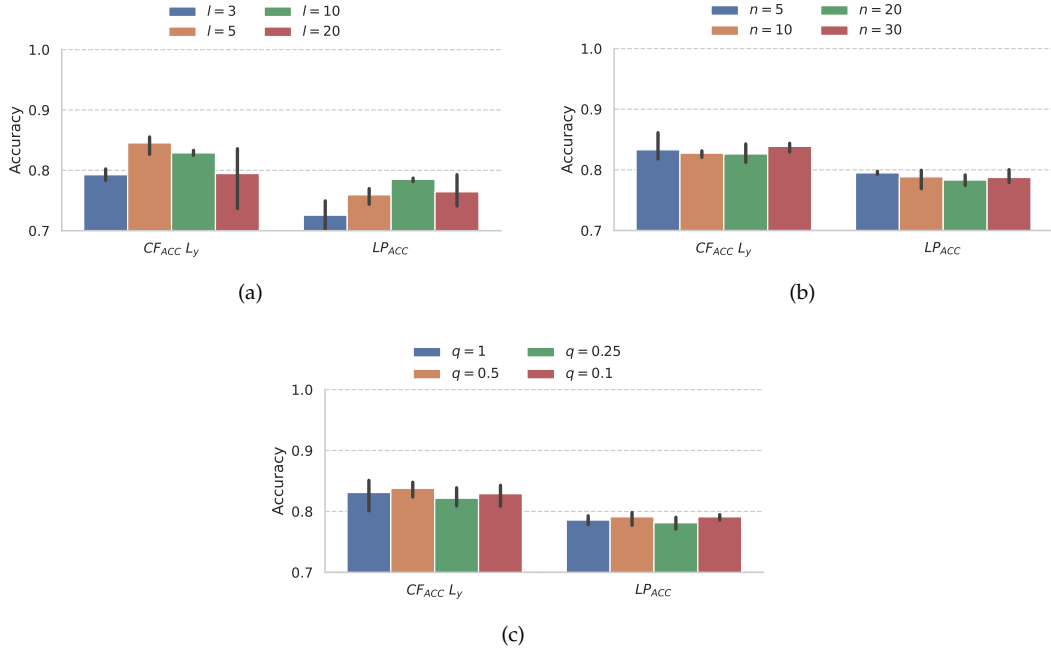 l = 3 l = 10
l = 5 l = 20
1.0
0.9
0.8
0.7
Accuracy
CF_ACC L_y LP_ACC
(a)
n = 5 n = 20
n = 10 n = 30
1.0
0.9
0.8
0.7
Accuracy
CF_ACC L_y LP_ACC
(b)
q = 1 q = 0.25
q = 0.5 q = 0.1
1.0
0.9
0.8
0.7
Accuracy
CF_ACC L_y LP_ACC
(c)